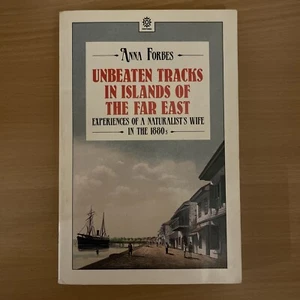 ANNA FORBES
UNBEATEN TRACKS
IN ISLANDS OF
THE FAR EAST
EXPERIENCES OF A NATURALIST'S WIFE
IN THE 1880s